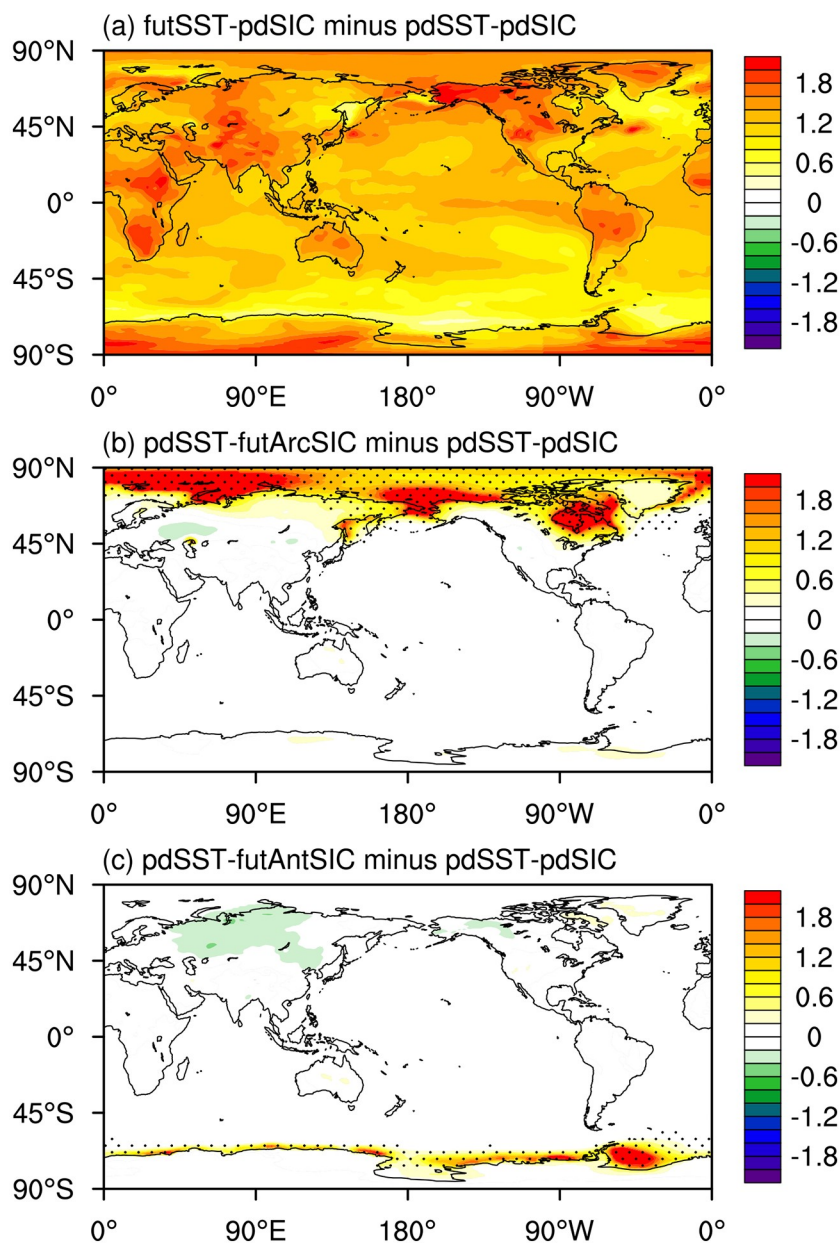 (a) futSST-pdSIC minus pdSST-pdSIC
90°N
45°N
0°
45°S
90°S
0° 90°E 180° 90°W 0°
1.8
1.2
0.6
0
-0.6
-1.2
-1.8
(b) pdSST-futArcSIC minus pdSST-pdSIC
90°N
45°N
0°
45°S
90°S
0° 90°E 180° 90°W 0°
1.8
1.2
0.6
0
-0.6
-1.2
-1.8
(c) pdSST-futAntSIC minus pdSST-pdSIC
90°N
45°N
0°
45°S
90°S
0° 90°E 180° 90°W 0°
1.8
1.2
0.6
0
-0.6
-1.2
-1.8